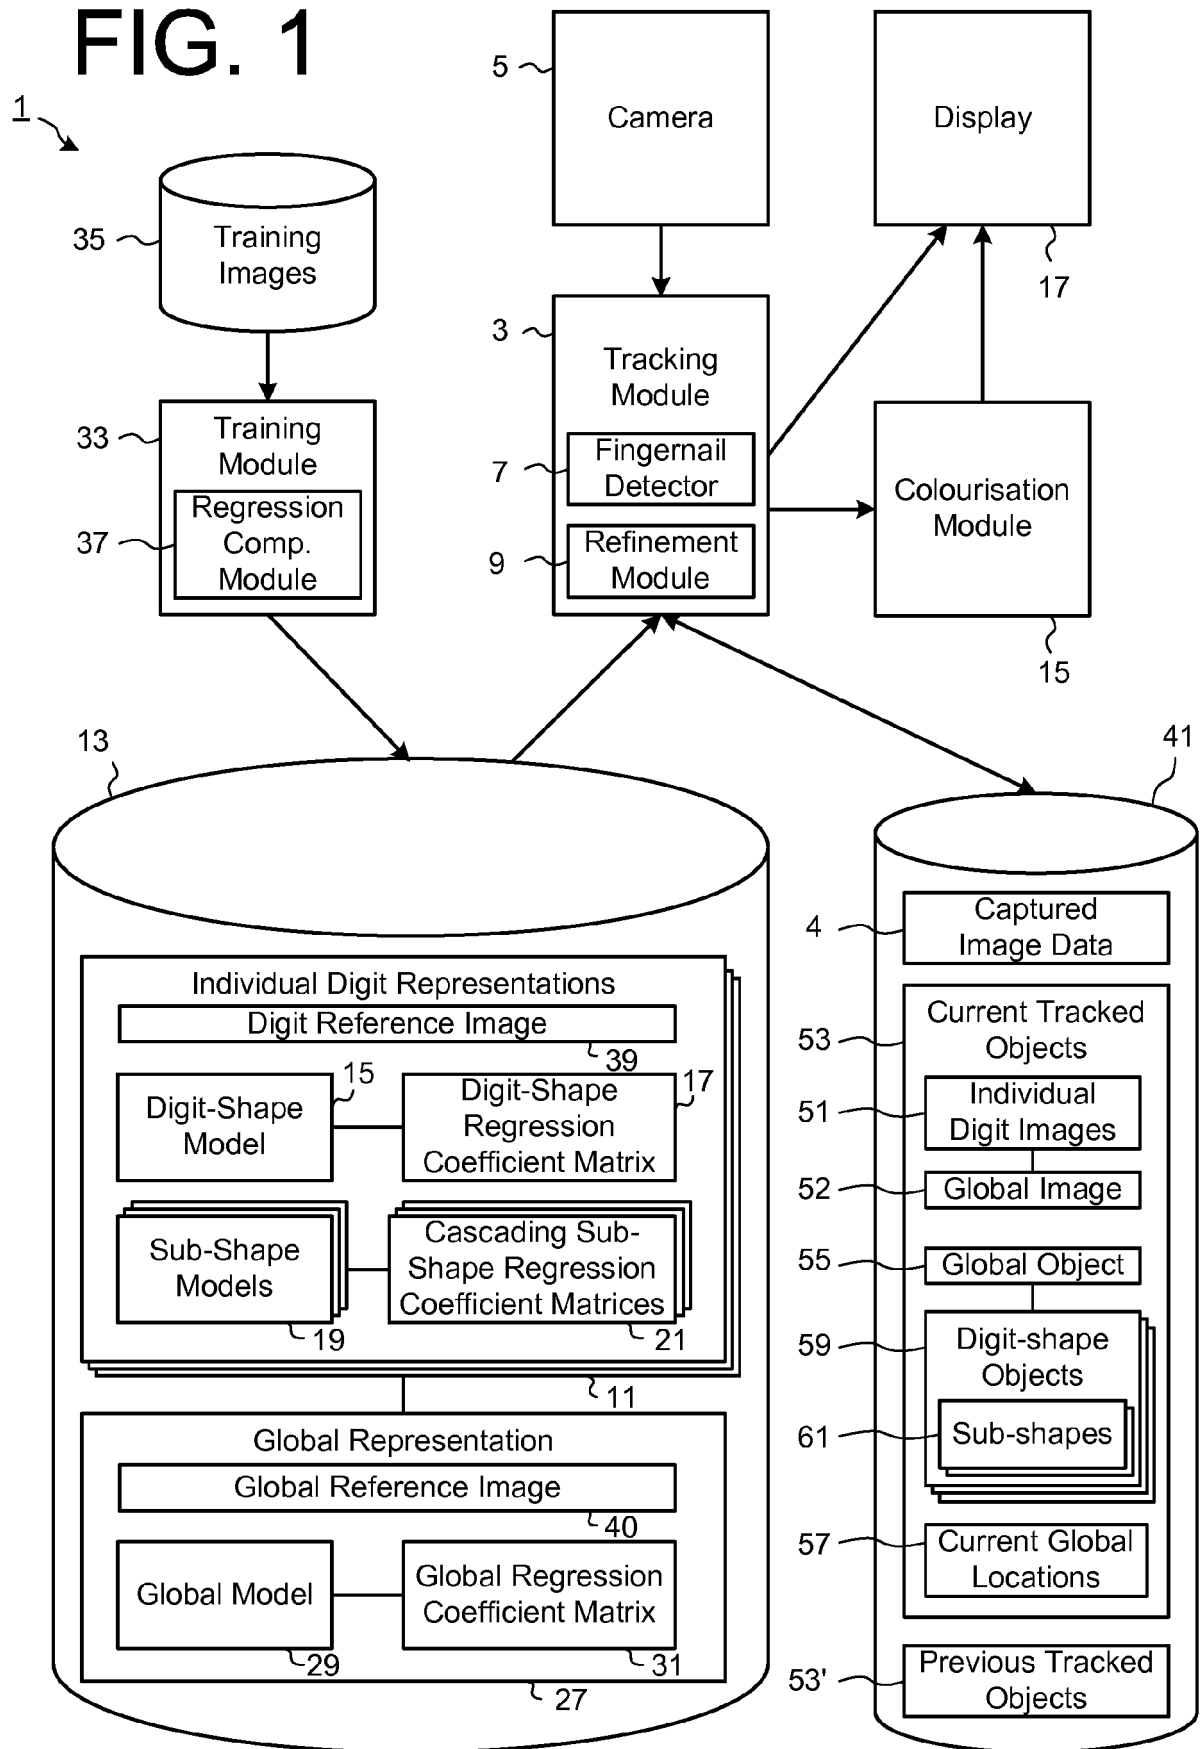 FIG. 1
1
5
Camera
Display
17
35
Training
Images
3
Tracking
Module
33
Training
Module
7
Fingernail
Detector
Colourisation
Module
37
Regression
Comp.
Module
9
Refinement
Module
15
13
41
4
Captured
Image Data
Individual Digit Representations
Digit Reference Image
39
15
Digit-Shape
Model
17
Digit-Shape
Regression
Coefficient Matrix
Sub-Shape
Models
19
Cascading Sub-
Shape Regression
Coefficient Matrices
21
11
Global Representation
Global Reference Image
40
Global Model
29
Global Regression
Coefficient Matrix
31
27
53
Current Tracked
Objects
51
Individual
Digit Images
52
Global Image
55
Global Object
59
Digit-shape
Objects
61
Sub-shapes
57
Current Global
Locations
53'
Previous Tracked
Objects